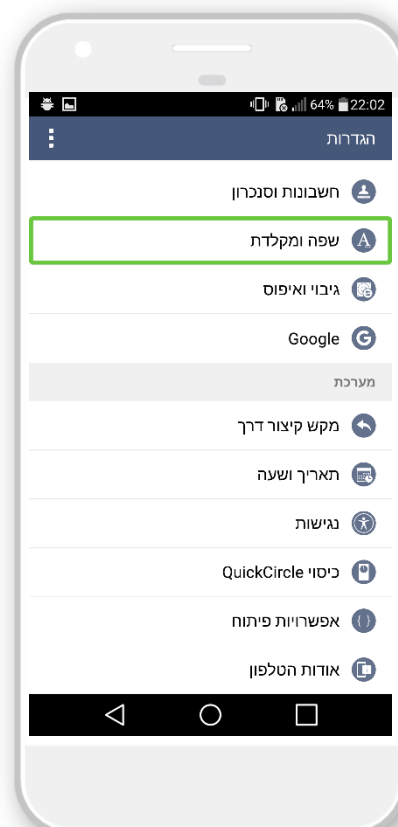 64% 22:02
הגדרות
חשבונות וסנכרון
שפה ומקלדת
גיבוי ואיפוס
Google
מערכת
מקש קיצור דרך
תאריך ושעה
נגישות
כיסוי QuickCircle
אפשרויות פיתוח
אודות הטלפון